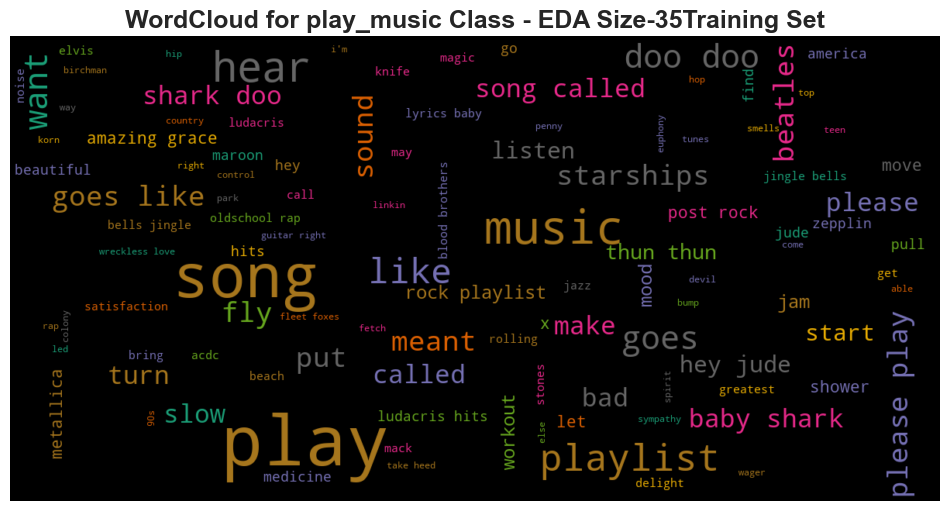 WordCloud for play_music Class - EDA Size-35Training Set
elvis
hip
i'm
magic
go
doo doo
america
birchman
hear
knife
want
noise
shark doo
song called
hop
find
beatles
top
way
country
ludacris
sound
lyrics baby
penny
euphony
tunes
smells
teen
korn
amazing grace
maroon
may
listen
move
beautiful
right
hey
control
starships
jingle bells
goes like
park
call
linkin
please
bells jingle
oldschool rap
blood brothers
music
post rock
zepplin
guitar right
jude
come
pull
wreckless love
hits
thun thun
song
like
mood
devil
get
able
rock playlist
jazz
satisfaction
fly
fleet foxes
bump
jam
rap
colony
fetch
x
make
start
led
bring
acdc
put
meant
rolling
goes
please play
metallica
turn
beach
called
stones
hey jude
bad
spirit
greatest
shower
90s
slow
play
ludacris hits
workout
else
let
sympathy
baby shark
mack
take heed
medicine
playlist
delight
wager